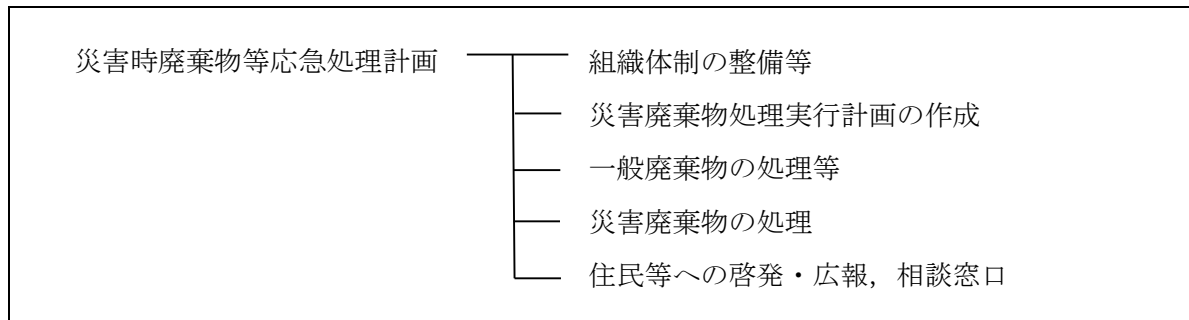 災害時廃棄物等応急処理計画
組織体制の整備等
災害廃棄物処理実行計画の作成
一般廃棄物の処理等
災害廃棄物の処理
住民等への啓発・広報，相談窓口